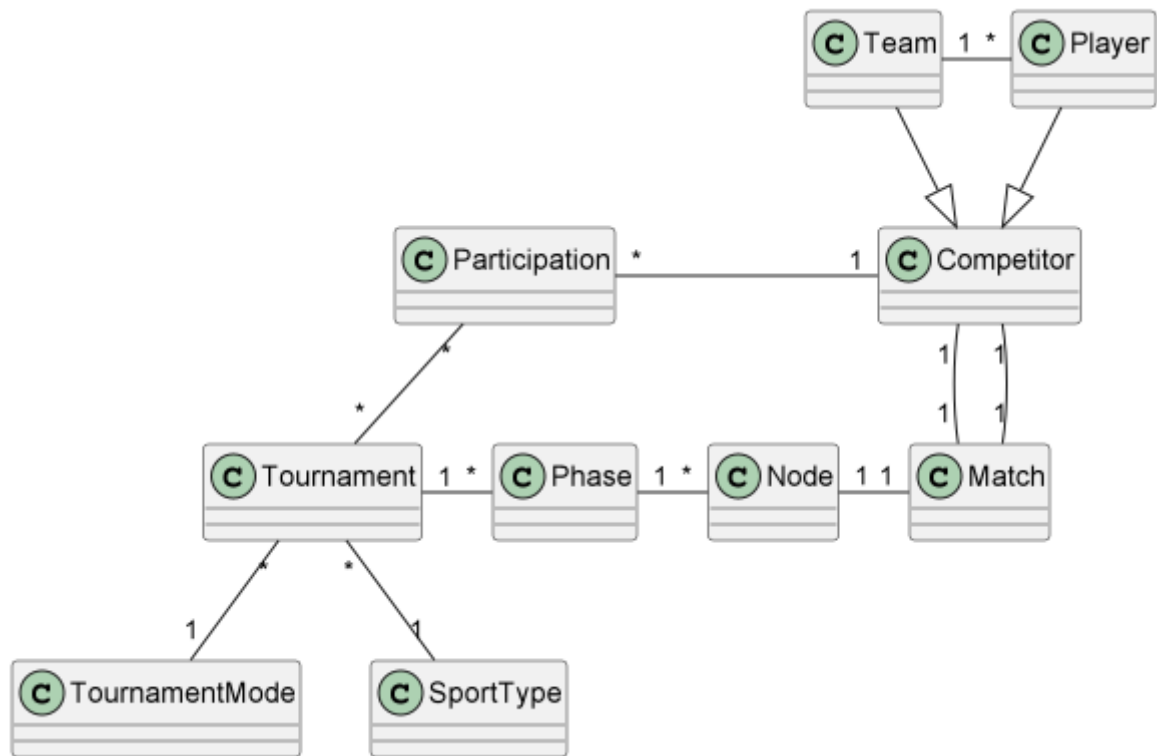 C Team 1 * C Player
C Participation * 1 C Competitor
* 1 1
* 1 1
C Tournament 1 * C Phase 1 * C Node 1 1 C Match
* *
1 1
C TournamentMode C SportType